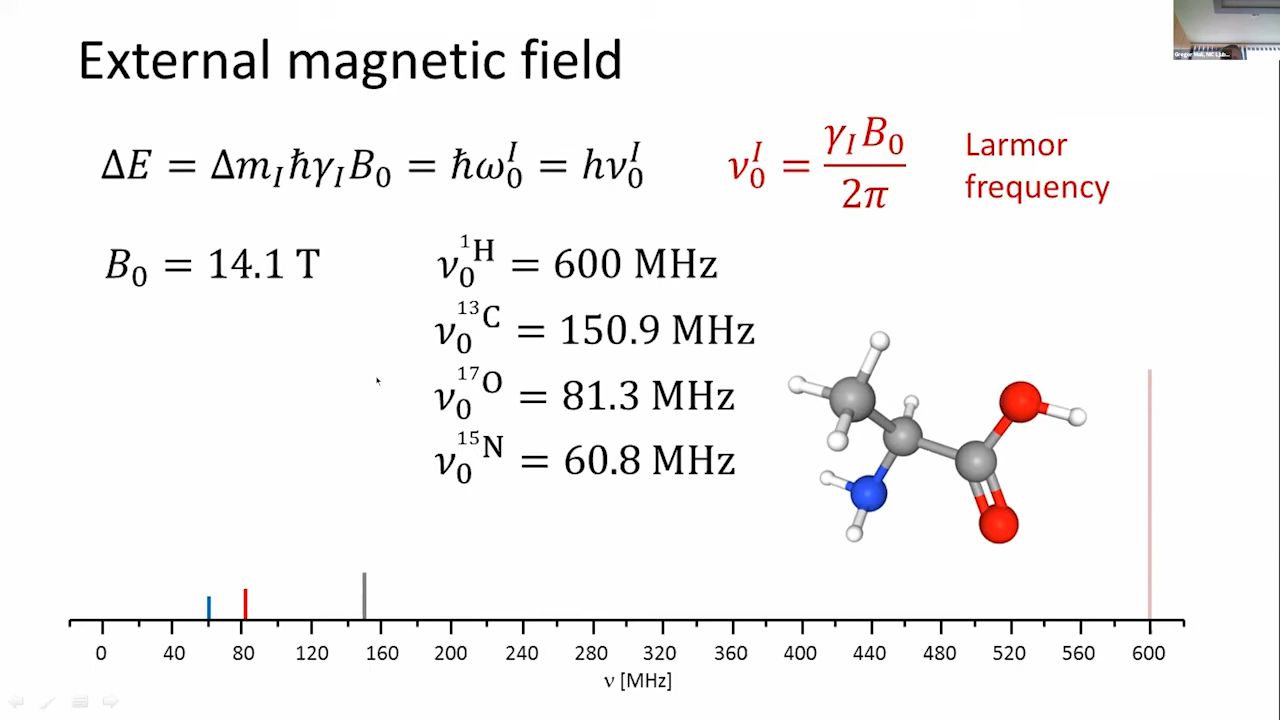 External magnetic field
ΔE = Δm_I ħγ_I B_0 = ħω_0^I = hν_0^I
ν_0^I = γ_I B_0 / 2π
Larmor
frequency
B_0 = 14.1 T
ν_0^{1H} = 600 MHz
ν_0^{13C} = 150.9 MHz
ν_0^{17O} = 81.3 MHz
ν_0^{15N} = 60.8 MHz
0 40 80 120 160 200 240 280 320 360 400 440 480 520 560 600
ν [MHz]